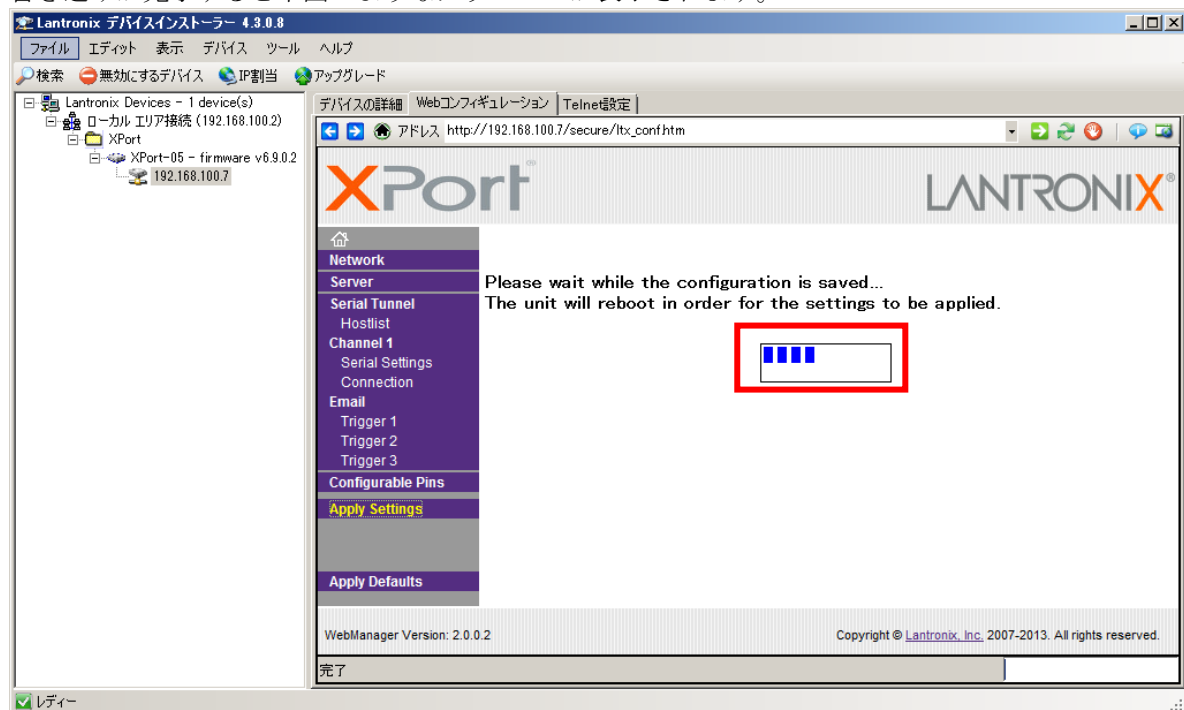 Lantronix デバイスインストーラー 4.3.0.8
ファイル エディット 表示 デバイス ツール ヘルプ
検索 無効にするデバイス IP割当 アップグレード
Lantronix Devices - 1 device(s)
ローカル エリア接続 (192.168.100.2)
XPort
XPort-05 - firmware v6.9.0.2
192.168.100.7
デバイスの詳細 Webコンフィギュレーション Telnet設定
アドレス http://192.168.100.7/secure/ltx_conf.htm
XPort®
LANTRONIX®
Network
Server
Serial Tunnel
Hostlist
Channel 1
Serial Settings
Connection
Email
Trigger 1
Trigger 2
Trigger 3
Configurable Pins
Apply Settings
Apply Defaults
Please wait while the configuration is saved...
The unit will reboot in order for the settings to be applied.
WebManager Version: 2.0.0.2
Copyright © Lantronix, Inc. 2007-2013. All rights reserved.
完了
レディー